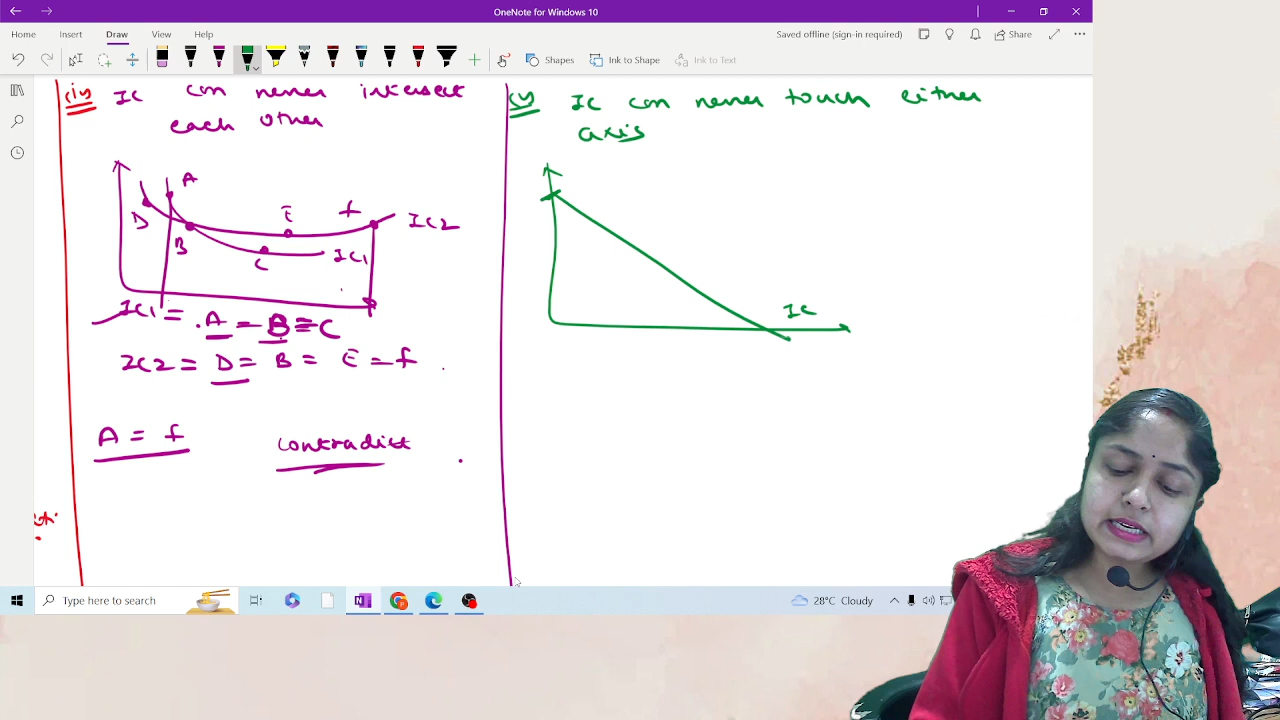 OneNote for Windows 10
Home Insert Draw View Help
Saved offline (sign-in required)
Share
Shapes
Ink to Shape
Ink to Text
(iv) IC can never intersect
each other
A
D
B
E
f
IC2
C
IC1
IC1 = A = B = C
IC2 = D = B = E = f
A = f
contradict
(v) IC can never touch either
axis
IC
Type here to search
28°C Cloudy